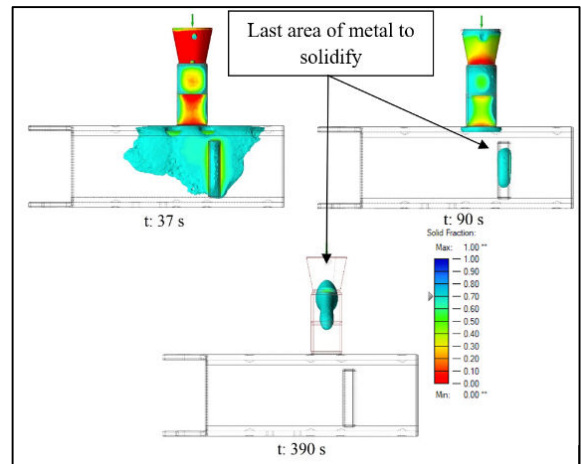 Last area of metal to
solidify
t: 37 s
t: 90 s
Solid Fraction:
Max: 1.00 **
1.00
0.90
0.80
0.70
0.60
0.50
0.40
0.30
0.20
0.10
0.00
Min: 0.00 **
t: 390 s